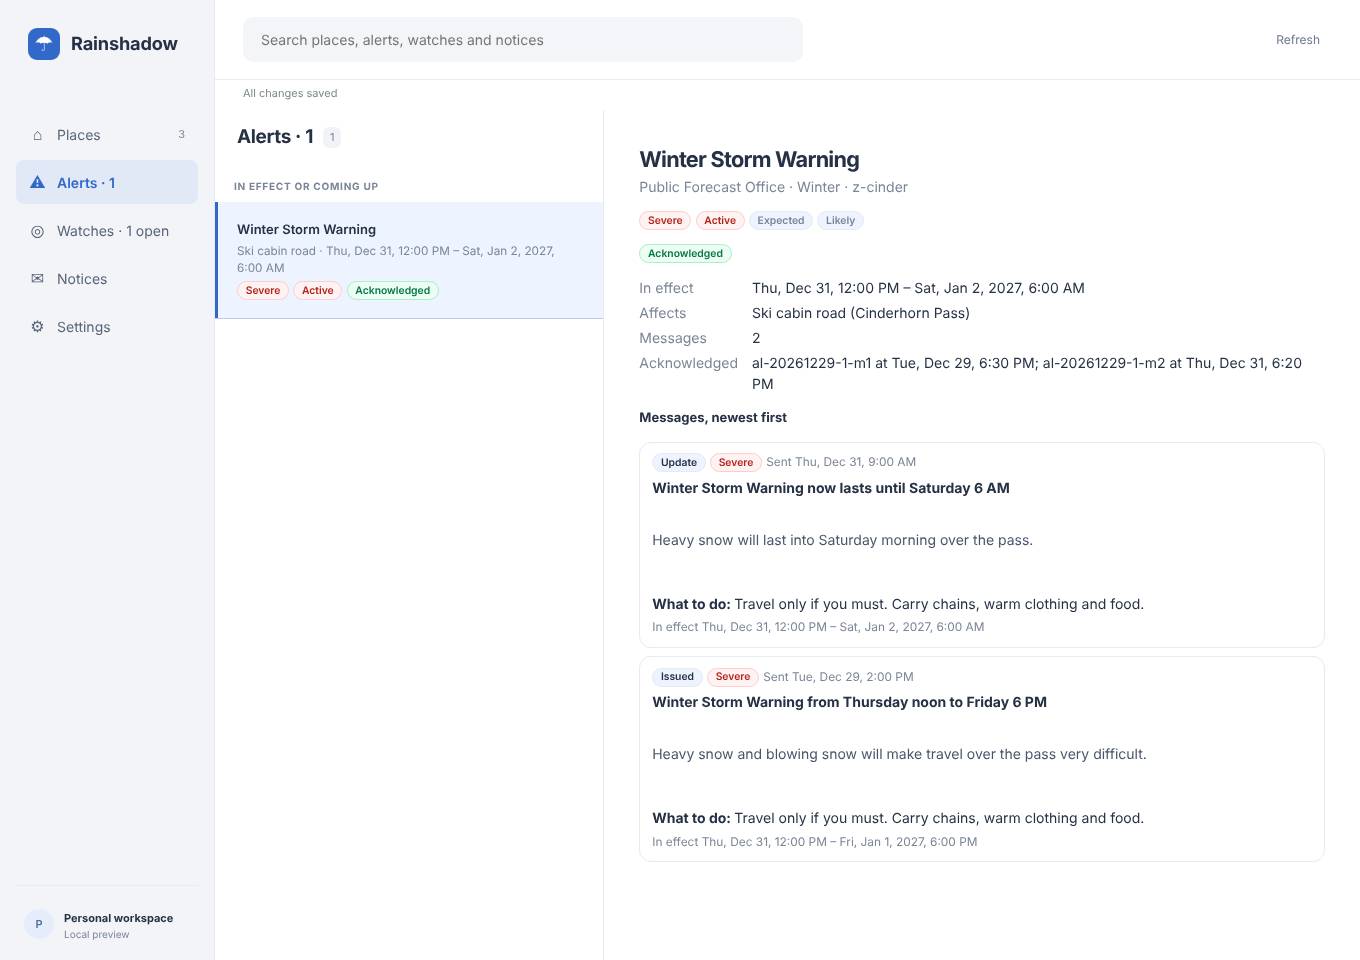 Rainshadow
Search places, alerts, watches and notices
Refresh
All changes saved
Places 3
Alerts · 1
Watches · 1 open
Notices
Settings
Personal workspace
P
Local preview
Alerts · 1 1
IN EFFECT OR COMING UP
Winter Storm Warning
Ski cabin road · Thu, Dec 31, 12:00 PM – Sat, Jan 2, 2027,
6:00 AM
Severe Active Acknowledged
Winter Storm Warning
Public Forecast Office · Winter · z-cinder
Severe Active Expected Likely
Acknowledged
In effect Thu, Dec 31, 12:00 PM – Sat, Jan 2, 2027, 6:00 AM
Affects Ski cabin road (Cinderhorn Pass)
Messages 2
Acknowledged al-20261229-1-m1 at Tue, Dec 29, 6:30 PM; al-20261229-1-m2 at Thu, Dec 31, 6:20
PM
Messages, newest first
Update Severe Sent Thu, Dec 31, 9:00 AM
Winter Storm Warning now lasts until Saturday 6 AM
Heavy snow will last into Saturday morning over the pass.
What to do: Travel only if you must. Carry chains, warm clothing and food.
In effect Thu, Dec 31, 12:00 PM – Sat, Jan 2, 2027, 6:00 AM
Issued Severe Sent Tue, Dec 29, 2:00 PM
Winter Storm Warning from Thursday noon to Friday 6 PM
Heavy snow and blowing snow will make travel over the pass very difficult.
What to do: Travel only if you must. Carry chains, warm clothing and food.
In effect Thu, Dec 31, 12:00 PM – Fri, Jan 1, 2027, 6:00 PM